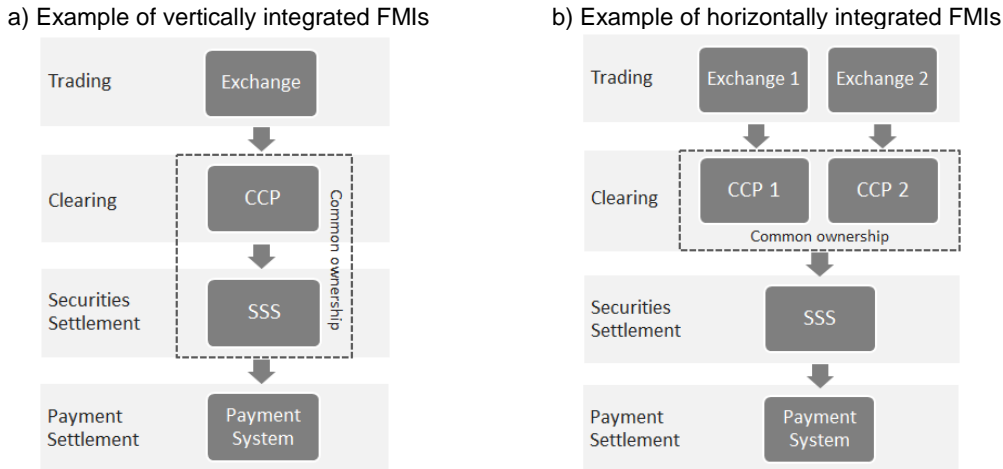 a) Example of vertically integrated FMIs
Trading
Exchange
Clearing
CCP
Common ownership
Securities
Settlement
SSS
Payment
Settlement
Payment
System
b) Example of horizontally integrated FMIs
Trading
Exchange 1
Exchange 2
Clearing
CCP 1
CCP 2
Common ownership
Securities
Settlement
SSS
Payment
Settlement
Payment
System